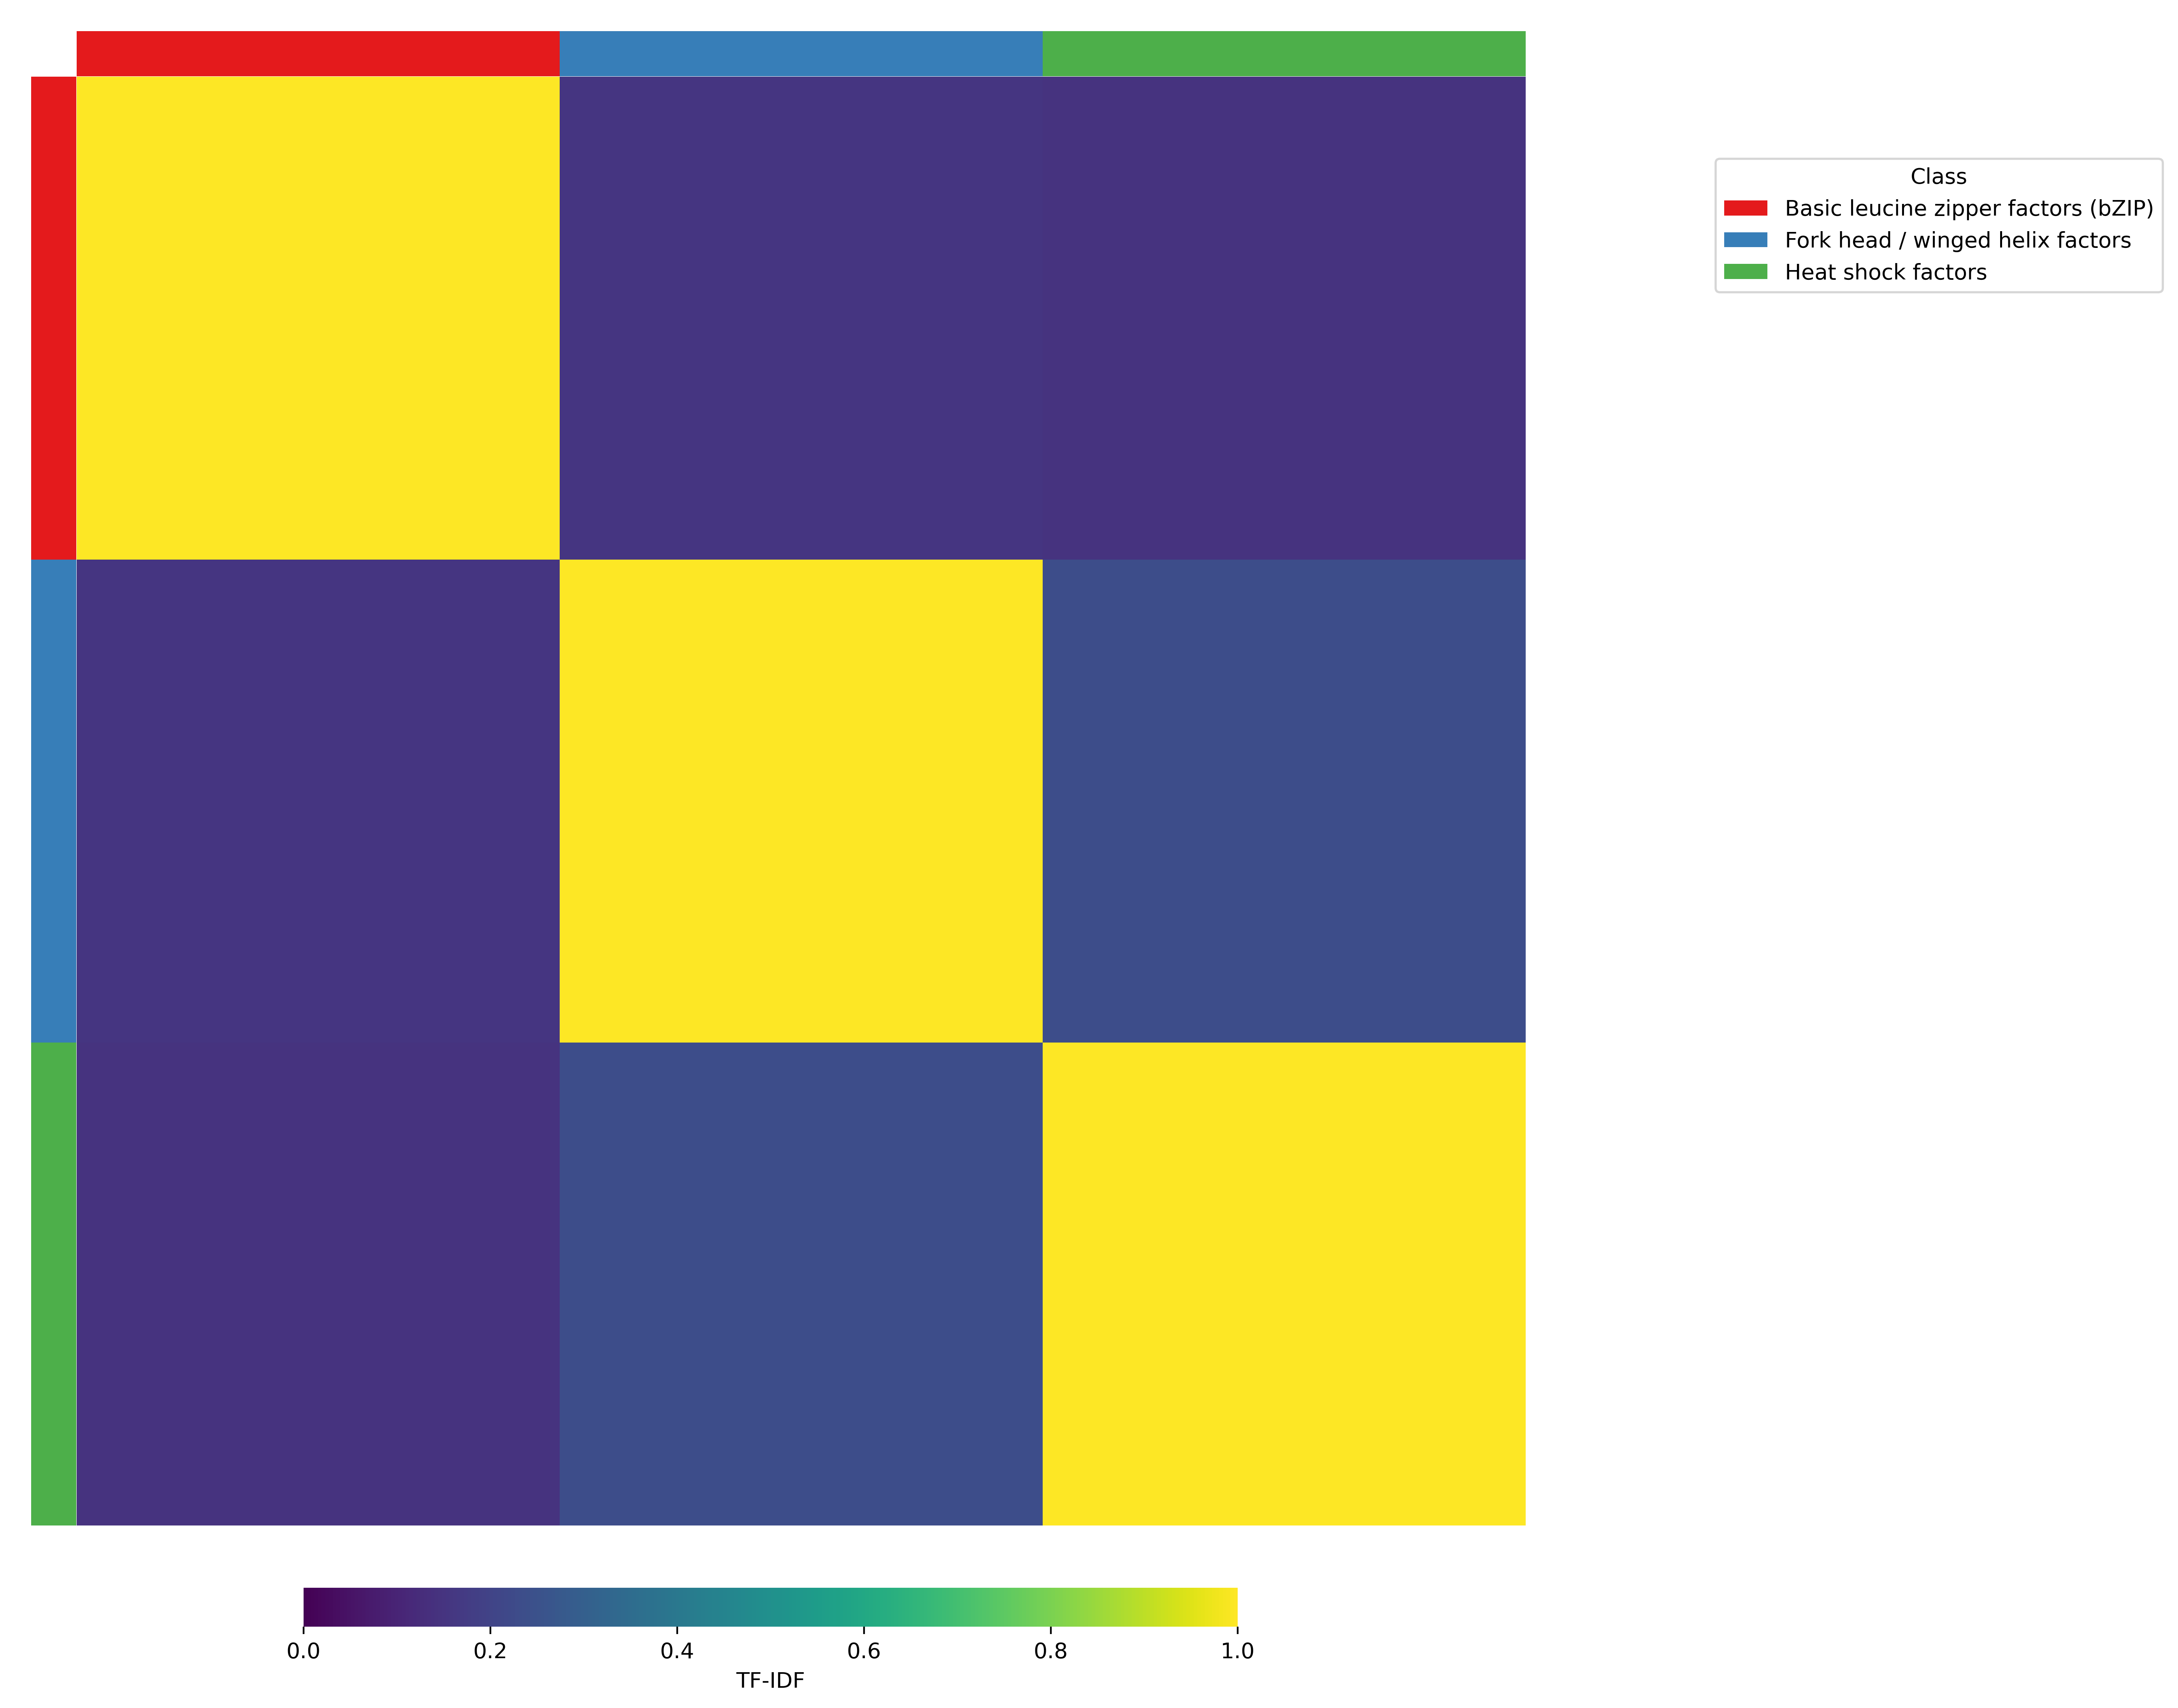 Class
Basic leucine zipper factors (bZIP)
Fork head / winged helix factors
Heat shock factors
0.0 0.2 0.4 0.6 0.8 1.0
TF-IDF